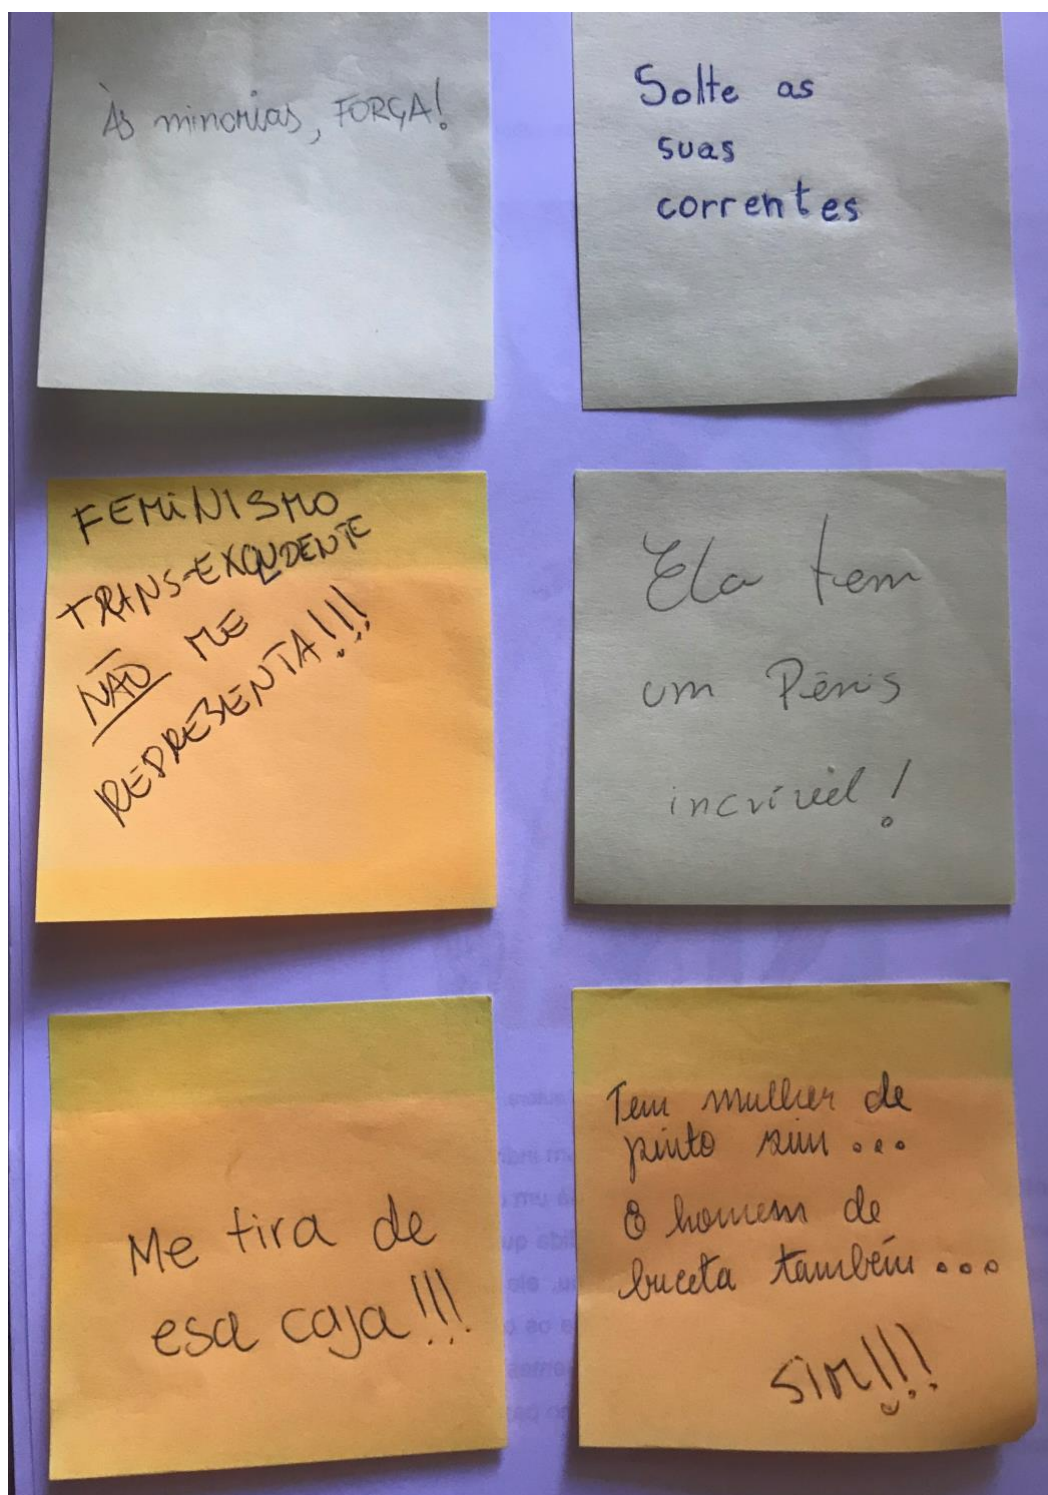 Às minorias, FORÇA!
Solte as
suas
correntes
FEMINISMO
TRANS-EXCLUDENTE
NÃO ME
REPRESENTA!!!
Ela tem
um Pênis
incrível!
Me tira de
esa caja!!!
Tem mulher de
pinto sim...
E homem de
buceta também...
SIM!!!